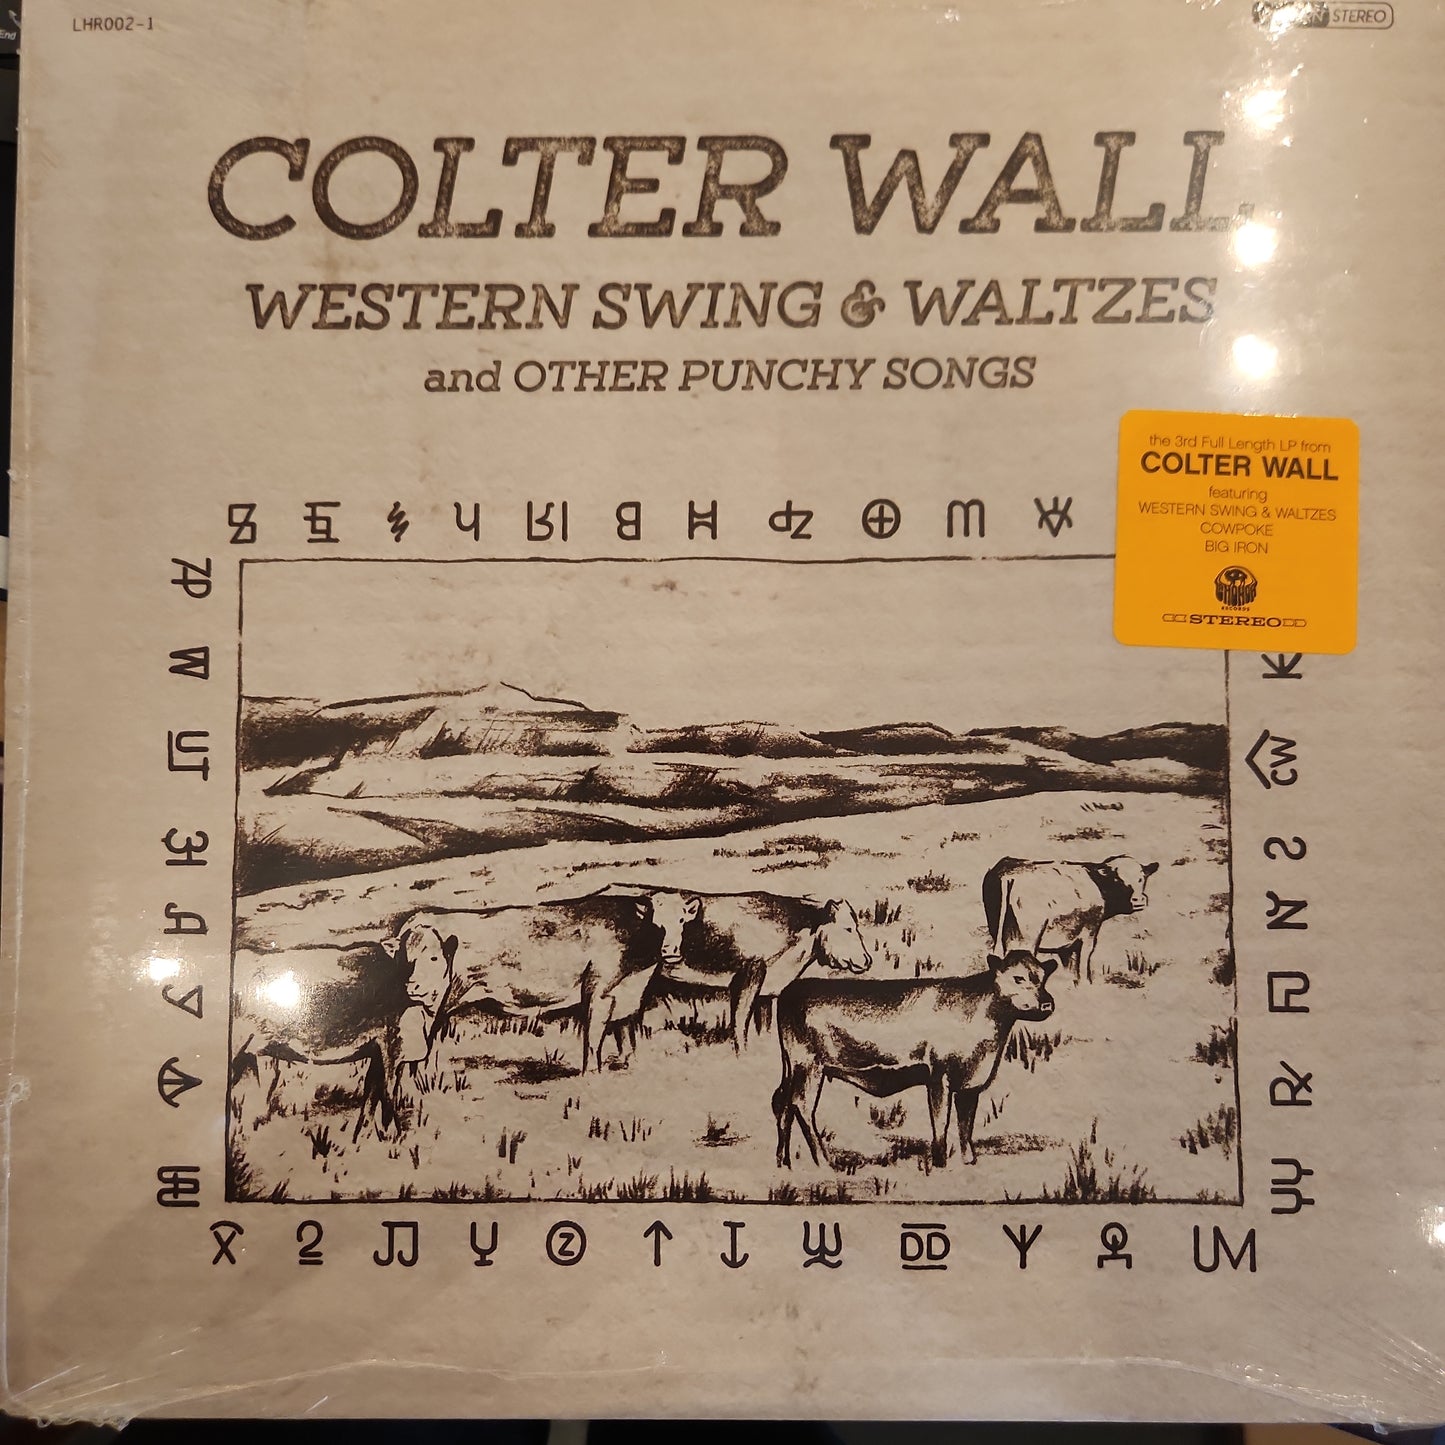 LHR002-1
STEREO
COLTER WALL
WESTERN SWING & WALTZES
and OTHER PUNCHY SONGS
the 3rd Full Length LP from
COLTER WALL
featuring
WESTERN SWING & WALTZES
COWPOKE
BIG IRON
RECORDS
STEREO